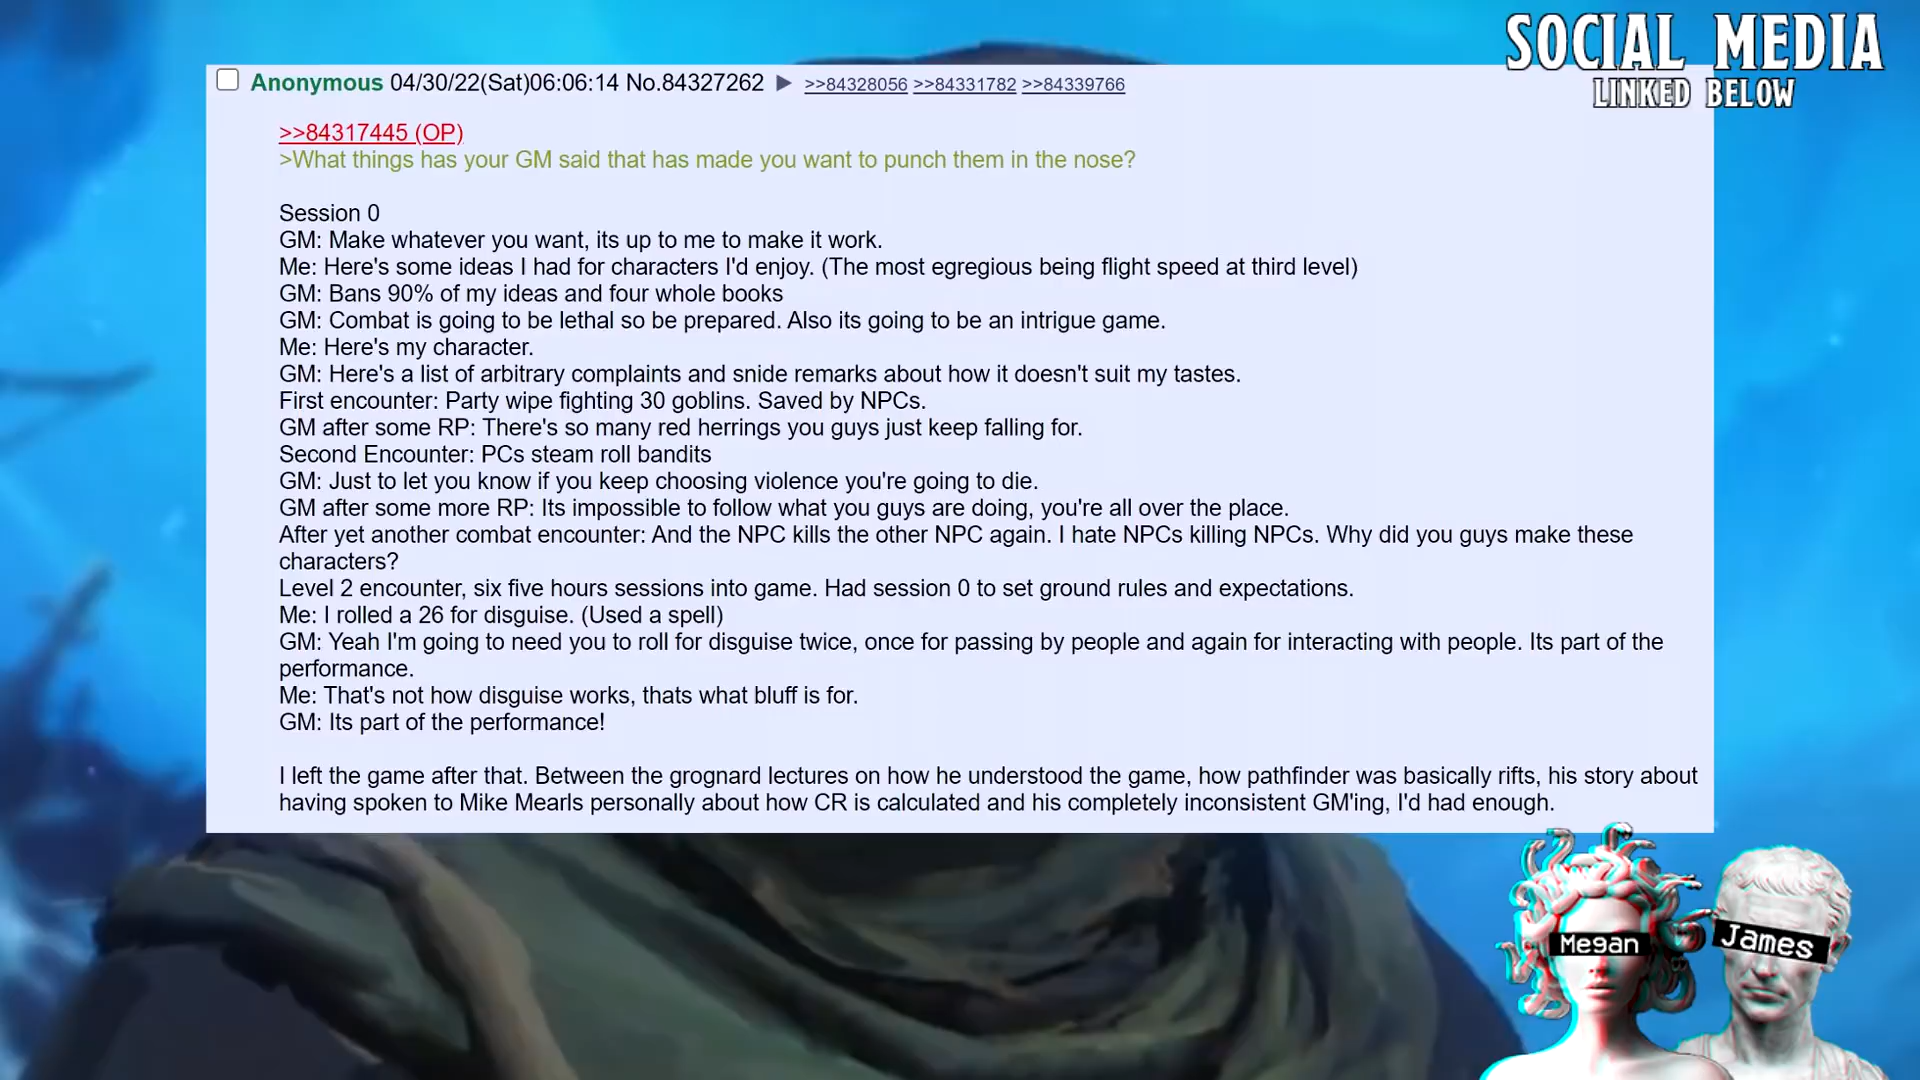 SOCIAL MEDIA
LINKED BELOW
Anonymous 04/30/22(Sat)06:06:14 No.84327262 ▶ >>84328056 >>84331782 >>84339766
>>84317445 (OP)
>What things has your GM said that has made you want to punch them in the nose?
Session 0
GM: Make whatever you want, its up to me to make it work.
Me: Here's some ideas I had for characters I'd enjoy. (The most egregious being flight speed at third level)
GM: Bans 90% of my ideas and four whole books
GM: Combat is going to be lethal so be prepared. Also its going to be an intrigue game.
Me: Here's my character.
GM: Here's a list of arbitrary complaints and snide remarks about how it doesn't suit my tastes.
First encounter: Party wipe fighting 30 goblins. Saved by NPCs.
GM after some RP: There's so many red herrings you guys just keep falling for.
Second Encounter: PCs steam roll bandits
GM: Just to let you know if you keep choosing violence you're going to die.
GM after some more RP: Its impossible to follow what you guys are doing, you're all over the place.
After yet another combat encounter: And the NPC kills the other NPC again. I hate NPCs killing NPCs. Why did you guys make these
characters?
Level 2 encounter, six five hours sessions into game. Had session 0 to set ground rules and expectations.
Me: I rolled a 26 for disguise. (Used a spell)
GM: Yeah I'm going to need you to roll for disguise twice, once for passing by people and again for interacting with people. Its part of the
performance.
Me: That's not how disguise works, thats what bluff is for.
GM: Its part of the performance!
I left the game after that. Between the grognard lectures on how he understood the game, how pathfinder was basically rifts, his story about
having spoken to Mike Mearls personally about how CR is calculated and his completely inconsistent GM'ing, I'd had enough.
Megan
James